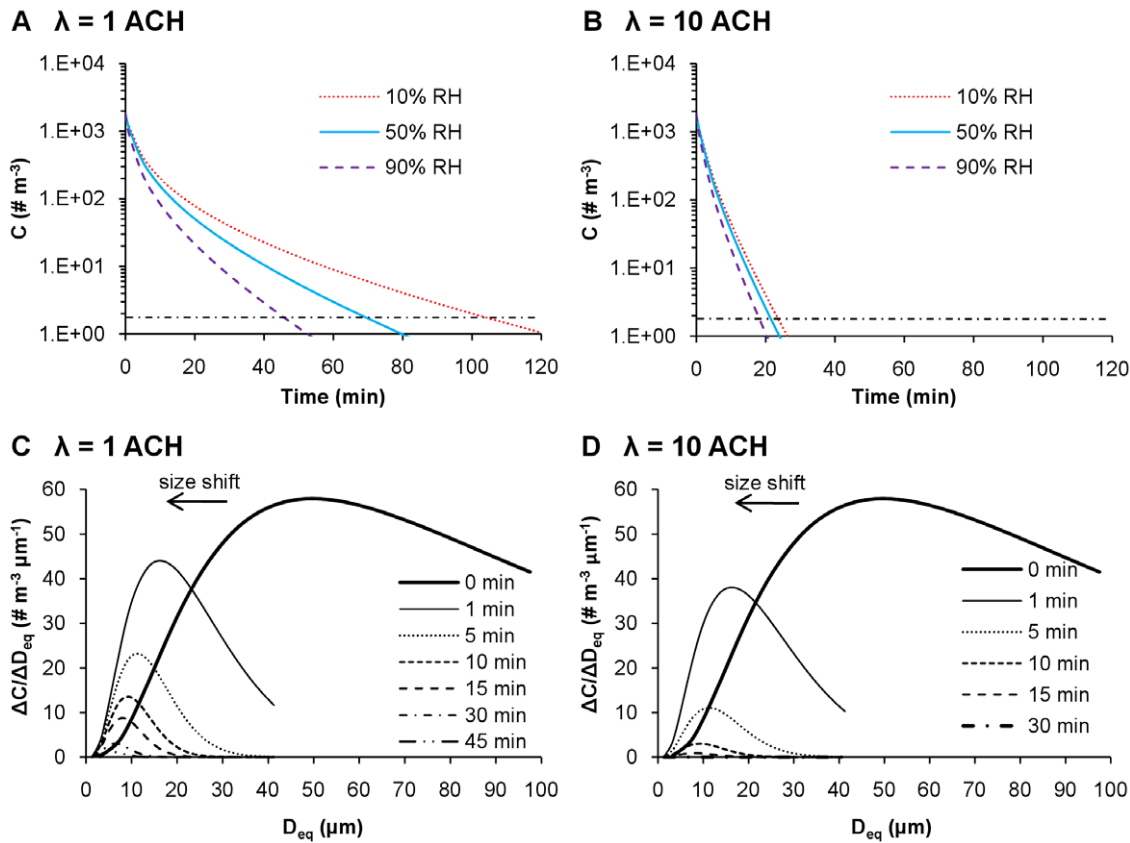 A λ = 1 ACH
1.E+04
1.E+03
1.E+02
1.E+01
1.E+00
C (# m⁻³)
10% RH
50% RH
90% RH
0 20 40 60 80 100 120
Time (min)
B λ = 10 ACH
1.E+04
1.E+03
1.E+02
1.E+01
1.E+00
C (# m⁻³)
10% RH
50% RH
90% RH
0 20 40 60 80 100 120
Time (min)
C λ = 1 ACH
size shift
60
50
40
30
20
10
0
ΔC/ΔDeq (# m⁻³ µm⁻¹)
0 min
1 min
5 min
10 min
15 min
30 min
45 min
0 10 20 30 40 50 60 70 80 90 100
Deq (µm)
D λ = 10 ACH
size shift
60
50
40
30
20
10
0
ΔC/ΔDeq (# m⁻³ µm⁻¹)
0 min
1 min
5 min
10 min
15 min
30 min
0 10 20 30 40 50 60 70 80 90 100
Deq (µm)